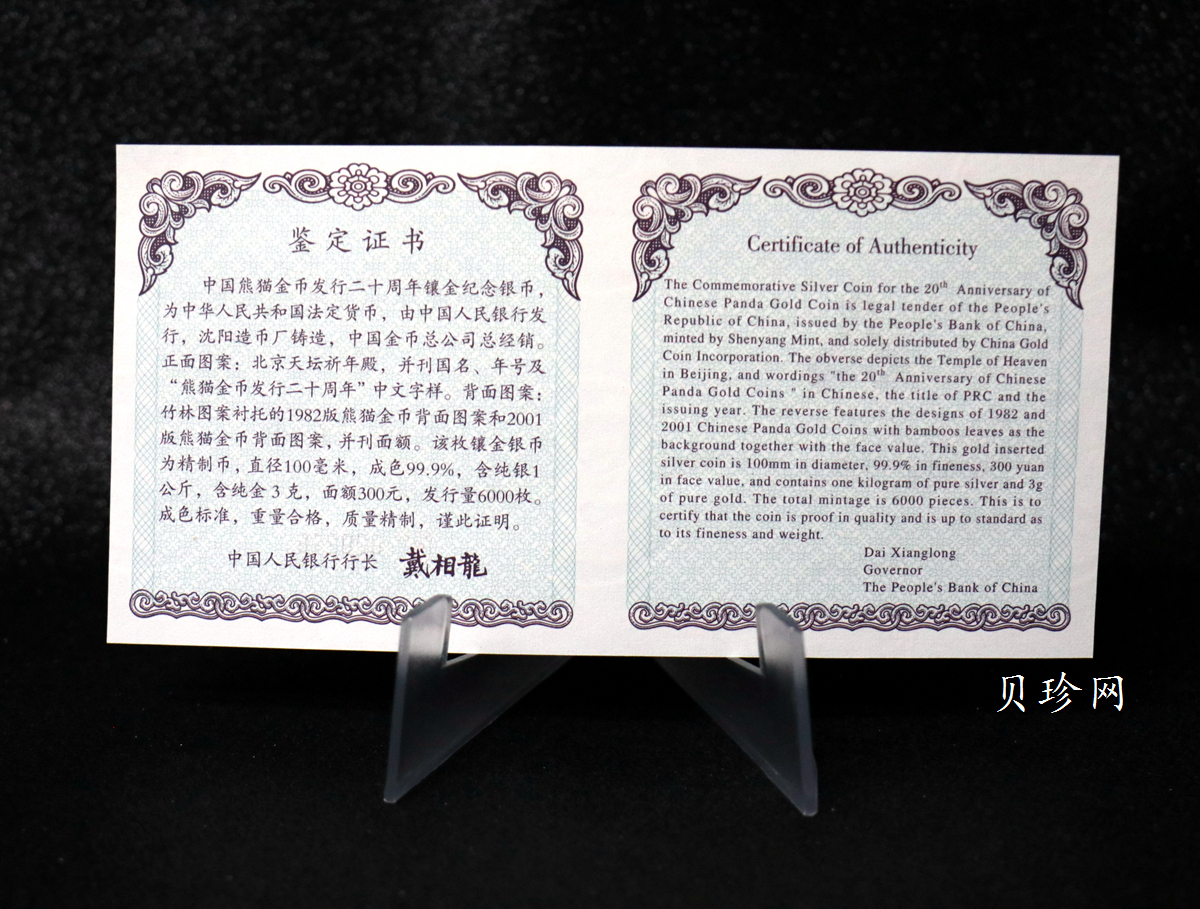 鉴定证书
中国熊猫金币发行二十周年镶金纪念银币，
为中华人民共和国法定货币，由中国人民银行发
行，沈阳造币厂铸造，中国金币总公司总经销。
正面图案：北京天坛祈年殿，并刊国名、年号及
“熊猫金币发行二十周年”中文字样。背面图案：
竹林图案衬托的1982版熊猫金币背面图案和2001
版熊猫金币背面图案，并刊面额。该枚镶金银币
为精制币，直径100毫米，成色99.9%，含纯银1
公斤，含纯金3克，面额300元，发行量6000枚。
成色标准，重量合格，质量精制，谨此证明。
中国人民银行行长 戴相龍
Certificate of Authenticity
The Commemorative Silver Coin for the 20th Anniversary of
Chinese Panda Gold Coin is legal tender of the People's
Republic of China, issued by the People's Bank of China,
minted by Shenyang Mint, and solely distributed by China Gold
Coin Incorporation. The obverse depicts the Temple of Heaven
in Beijing, and wordings "the 20th Anniversary of Chinese
Panda Gold Coins " in Chinese, the title of PRC and the
issuing year. The reverse features the designs of 1982 and
2001 Chinese Panda Gold Coins with bamboos leaves as the
background together with the face value. This gold inserted
silver coin is 100mm in diameter, 99.9% in fineness, 300 yuan
in face value, and contains one kilogram of pure silver and 3g
of pure gold. The total mintage is 6000 pieces. This is to
certify that the coin is proof in quality and is up to standard as
to its fineness and weight.
Dai Xianglong
Governor
The People's Bank of China
贝珍网